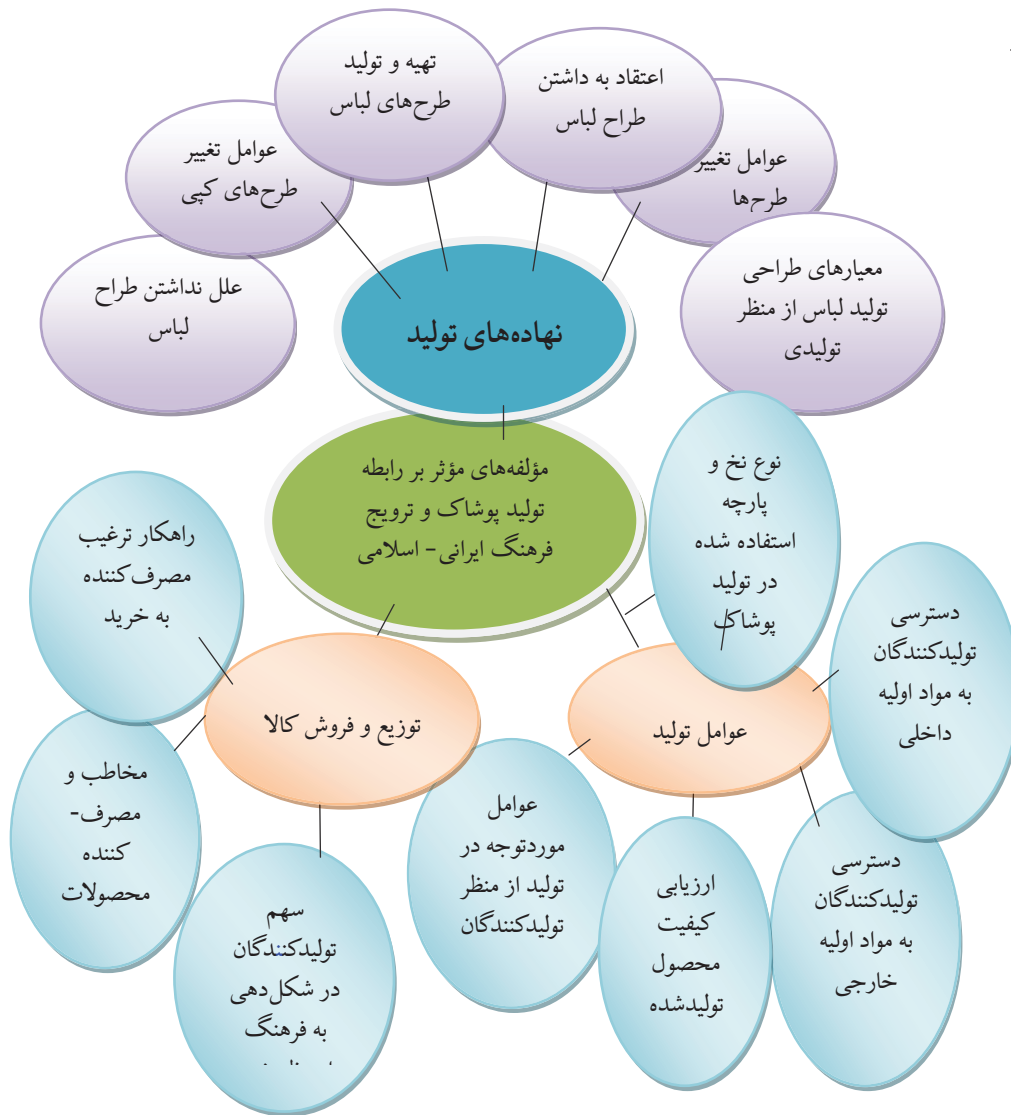 تهیه و تولید
طرح‌های لباس
اعتقاد به داشتن
طراح لباس
عوامل تغییر
طرح‌ها
عوامل تغییر
طرح‌های کپی
معیارهای طراحی
تولید لباس از منظر
تولیدی
علل نداشتن طراح
لباس
نهاده‌های تولید
مؤلفه‌های مؤثر بر رابطه
تولید پوشاک و ترویج
فرهنگ ایرانی- اسلامی
نوع نخ و
پارچه
استفاده شده
در تولید
پوشاک
راهکار ترغیب
مصرف‌کننده
به خرید
دسترسی
تولیدکنندگان
به مواد اولیه
داخلی
توزیع و فروش کالا
عوامل تولید
مخاطب و
مصرف-
کننده
محصولات
عوامل
موردتوجه در
تولید از منظر
تولیدکنندگان
ارزیابی
کیفیت
محصول
تولیدشده
دسترسی
تولیدکنندگان
به مواد اولیه
خارجی
سهم
تولیدکنندگان
در شکل‌دهی
به فرهنگ